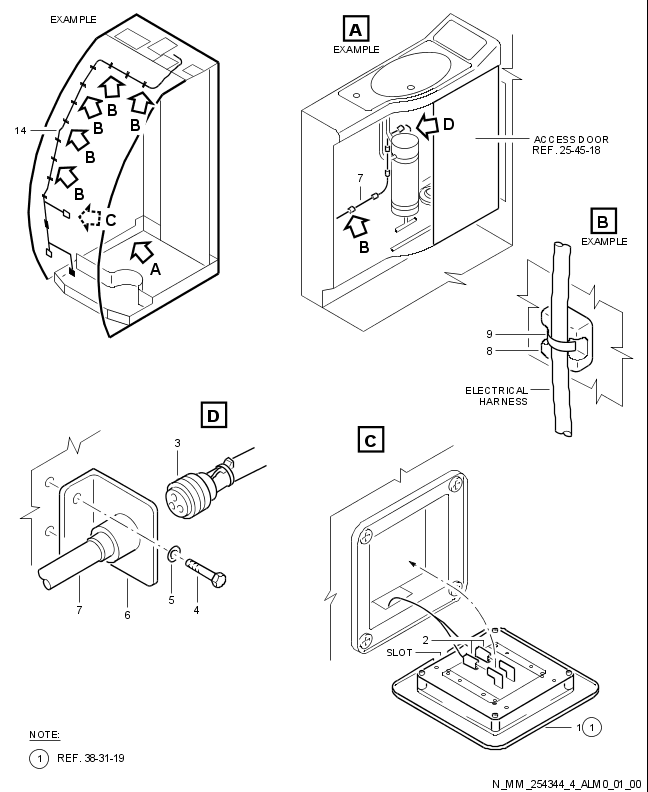 EXAMPLE
A
EXAMPLE
14
B
B
B
B
B
C
A
D
7
B
ACCESS DOOR
REF. 25-45-18
B
EXAMPLE
9
8
ELECTRICAL
HARNESS
D
3
7
6
5
4
C
2
SLOT
1 1
NOTE:
1 REF. 38-31-19
N_MM_254344_4_ALM0_01_00